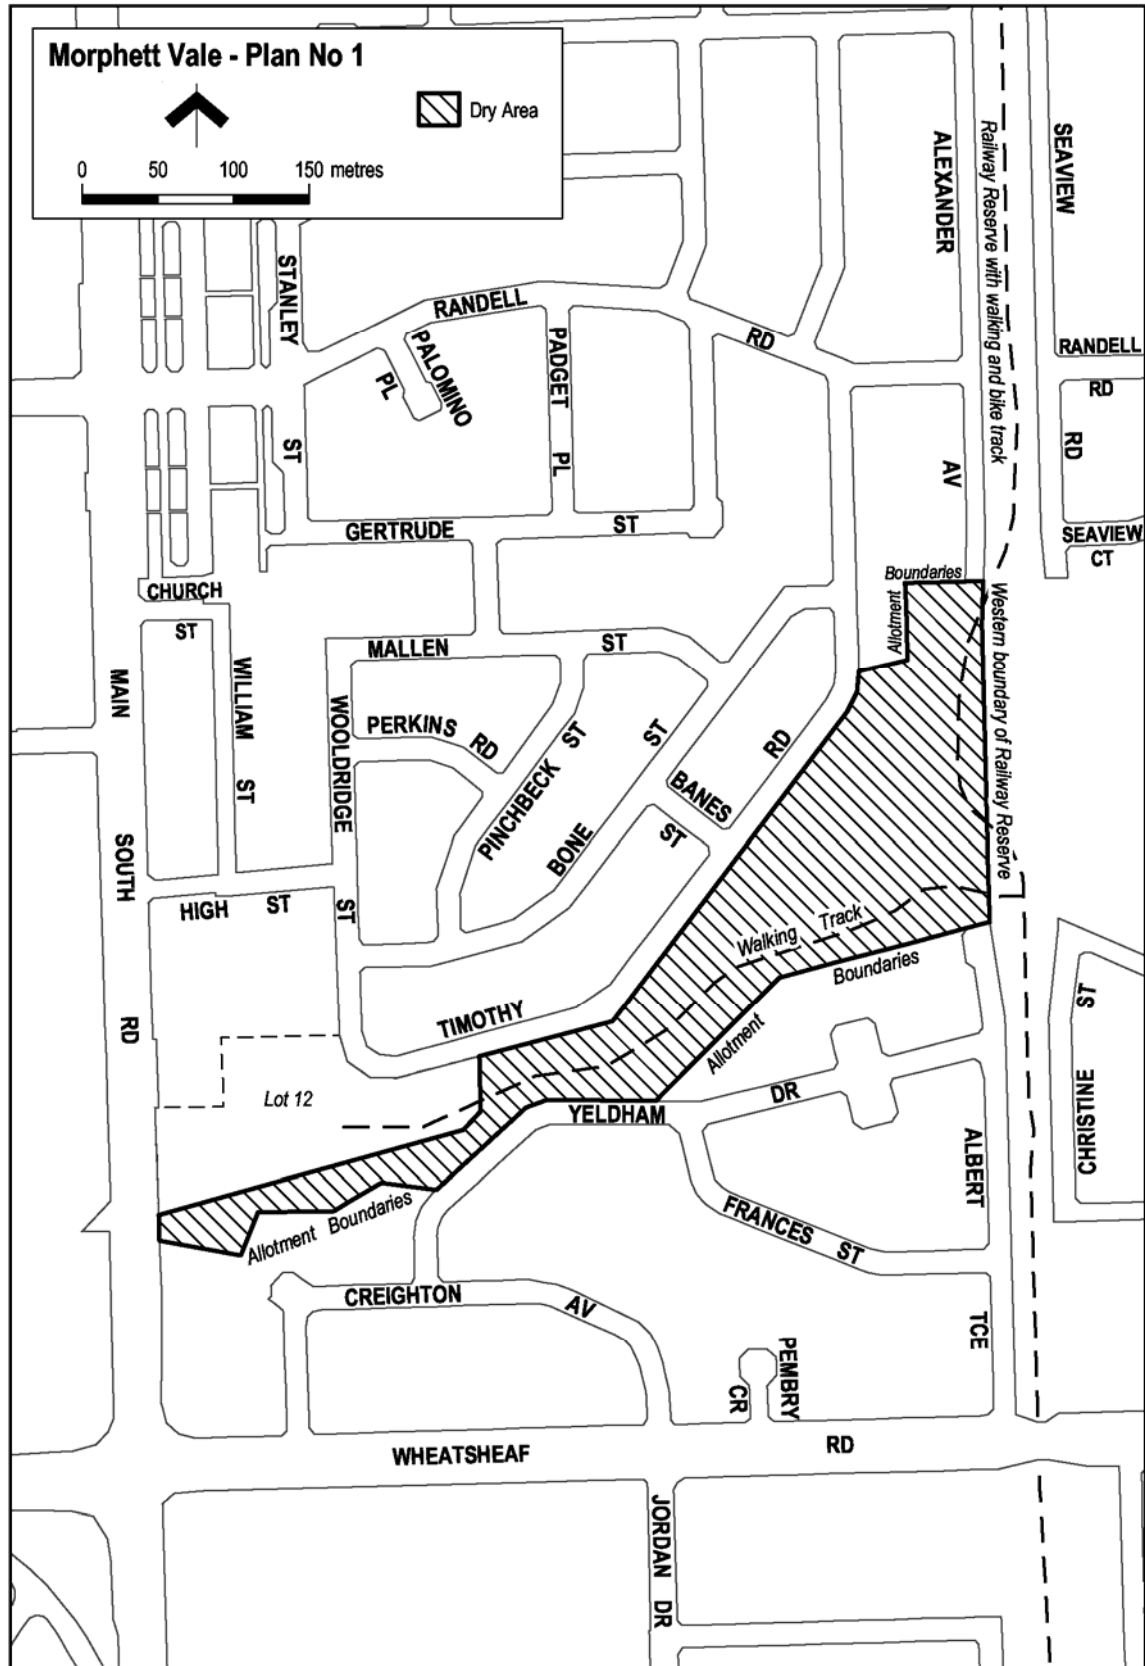 Morphett Vale - Plan No 1
Dry Area
0 50 100 150 metres
ALEXANDER
AV
Railway Reserve with walking and bike track
SEAVIEW
RD
STANLEY
ST
RANDELL
RD
PALOMINO
PL
PADGET
PL
RANDELL
RD
GERTRUDE ST
SEAVIEW
CT
CHURCH
ST
Boundaries
Allotment
Western boundary of Railway Reserve
MAIN
SOUTH
RD
WILLIAM
ST
MALLEN ST
WOOLDRIDGE
ST
PERKINS RD
PINCHBECK ST
BONE ST
BANES
ST
TIMOTHY RD
HIGH ST
Walking Track
Boundaries
Allotment
Lot 12
YELDHAM DR
CHRISTINE ST
ALBERT
TCE
Allotment Boundaries
FRANCES ST
CREIGHTON AV
PEMBRY
CR
WHEATSHEAF RD
JORDAN DR